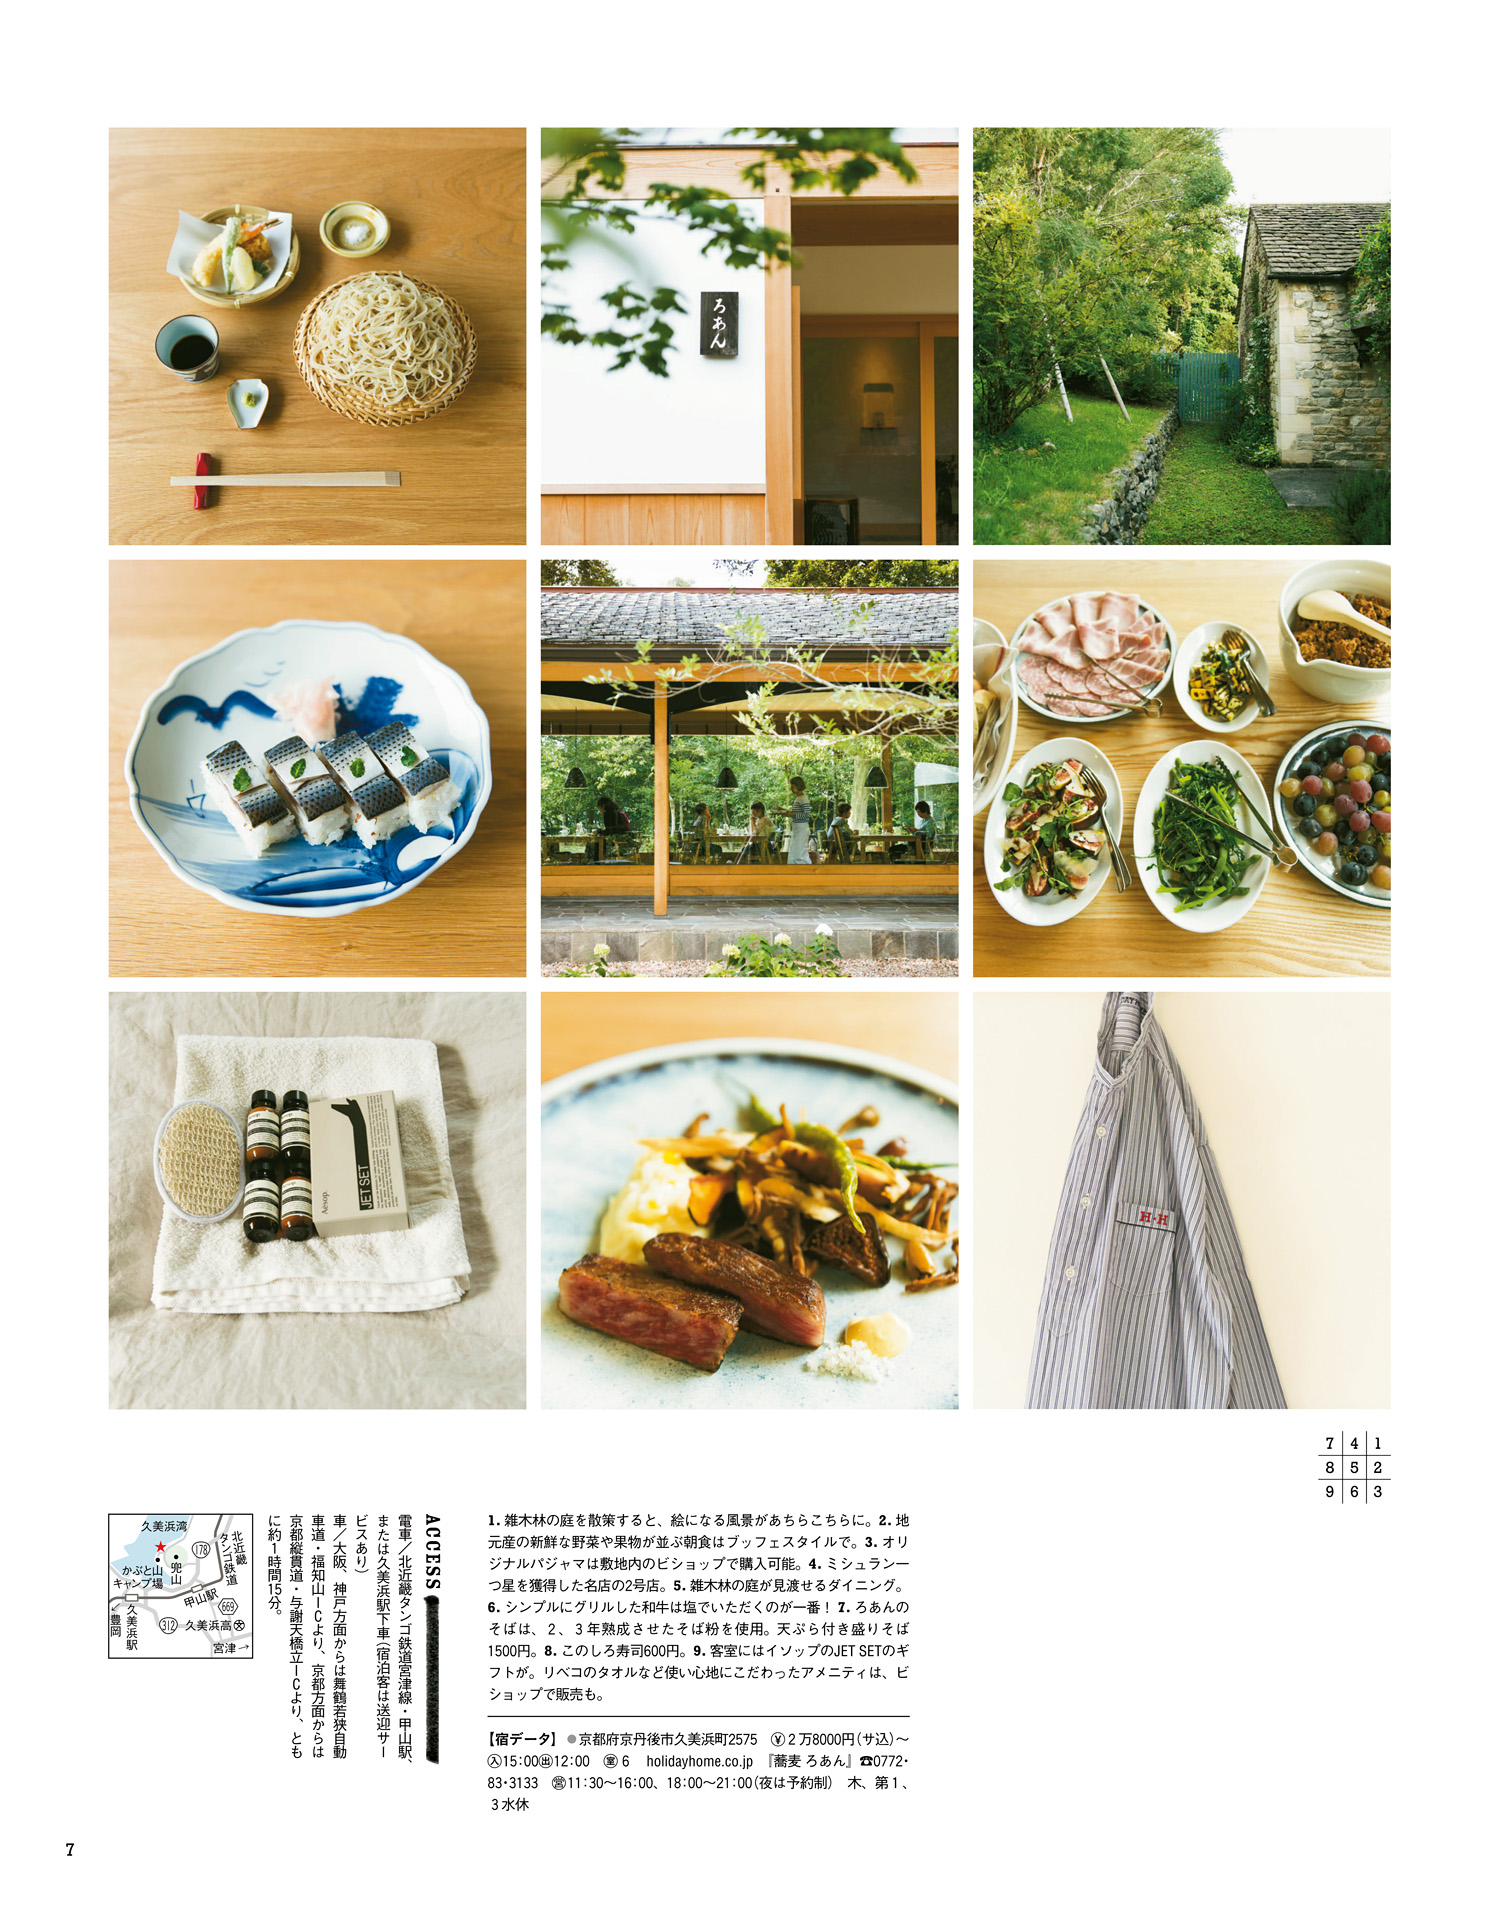 ろあん
Aēsop.
JET SET
H・H
7 4 1
8 5 2
9 6 3
1. 雑木林の庭を散策すると、絵になる風景があちらこちらに。2. 地
元産の新鮮な野菜や果物が並ぶ朝食はブッフェスタイルで。3. オリ
ジナルパジャマは敷地内のビショップで購入可能。4. ミシュラン一
つ星を獲得した名店の2号店。5. 雑木林の庭が見渡せるダイニング。
6. シンプルにグリルした和牛は塩でいただくのが一番！ 7. ろあんの
そばは、2、3年熟成させたそば粉を使用。天ぷら付き盛りそば
1500円。8. このしろ寿司600円。9. 客室にはイソップのJET SETのギ
フトが。リベコのタオルなど使い心地にこだわったアメニティは、ビ
ショップで販売も。
【宿データ】 ●京都府京丹後市久美浜町2575 ¥2万8000円（サ込）〜
入15:00出12:00 室6 holidayhome.co.jp 『蕎麦 ろあん』☎0772・
83・3133 営11:30〜16:00、18:00〜21:00（夜は予約制） 木、第1、
3水休
ACCESS
電車／北近畿タンゴ鉄道宮津線・甲山駅、
または久美浜駅下車（宿泊客は送迎サー
ビスあり）
車／大阪、神戸方面からは舞鶴若狭自動
車道・福知山ICより、京都方面からは
京都縦貫道・与謝天橋立ICより、とも
に約1時間15分。
久美浜湾
北近畿
タンゴ鉄道
178
かぶと山
キャンプ場
兜山
甲山駅
669
久美浜駅
312
久美浜高
↙豊岡
宮津→
7